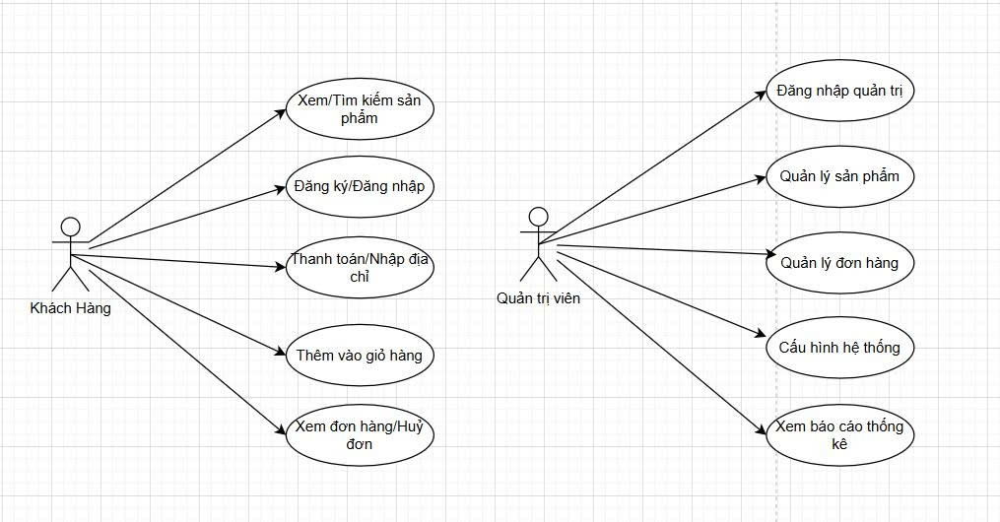 Xem/Tìm kiếm sản
phẩm
Đăng ký/Đăng nhập
Thanh toán/Nhập địa
chỉ
Thêm vào giỏ hàng
Xem đơn hàng/Huỷ
đơn
Khách Hàng
Đăng nhập quản trị
Quản lý sản phẩm
Quản lý đơn hàng
Cấu hình hệ thống
Xem báo cáo thống
kê
Quản trị viên